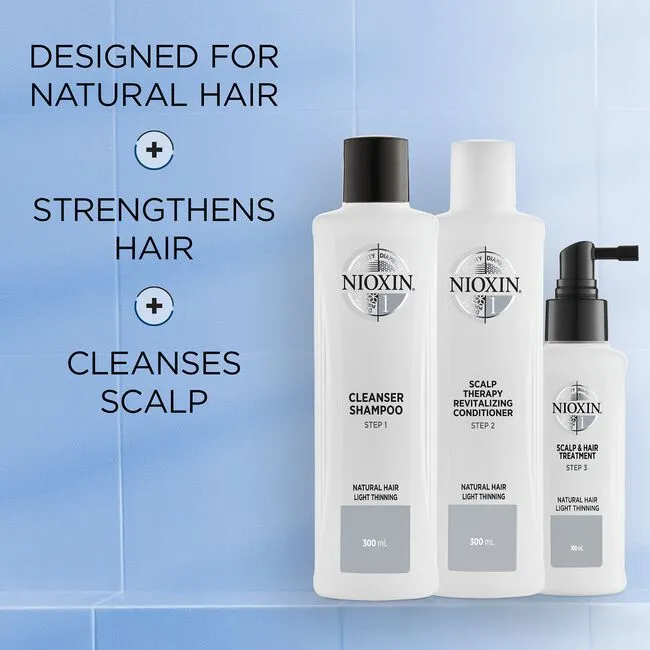 DESIGNED FOR
NATURAL HAIR
+
STRENGTHENS
HAIR
+
CLEANSES
SCALP
NIOXIN
1
CLEANSER
SHAMPOO
STEP 1
NATURAL HAIR
LIGHT THINNING
300 mL
NIOXIN
1
SCALP
THERAPY
REVITALIZING
CONDITIONER
STEP 2
NATURAL HAIR
LIGHT THINNING
300 mL
NIOXIN
1
SCALP & HAIR
TREATMENT
STEP 3
NATURAL HAIR
LIGHT THINNING
100 mL